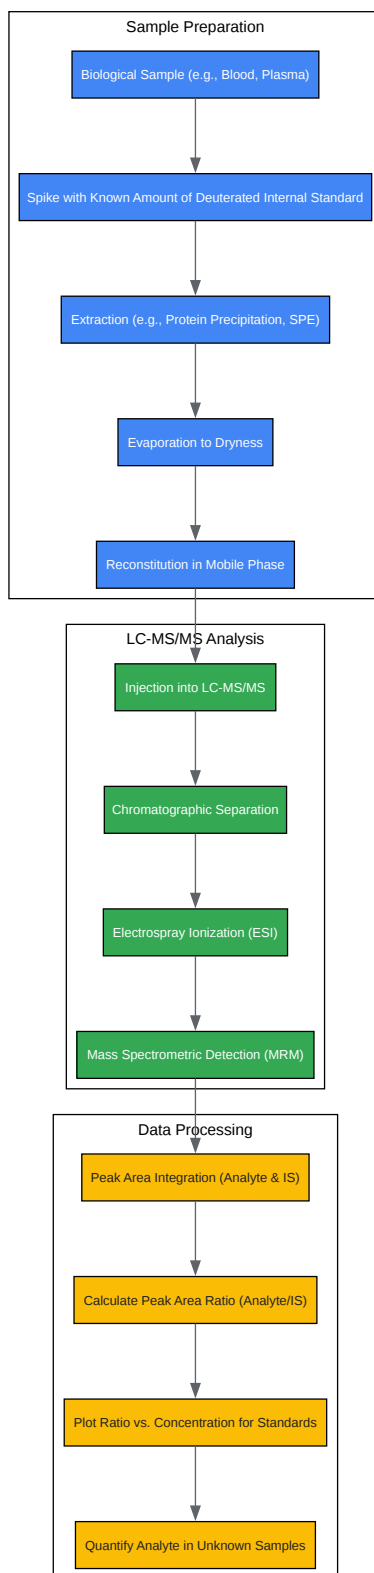 Sample Preparation
Biological Sample (e.g., Blood, Plasma)
Spike with Known Amount of Deuterated Internal Standard
Extraction (e.g., Protein Precipitation, SPE)
Evaporation to Dryness
Reconstitution in Mobile Phase
LC-MS/MS Analysis
Injection into LC-MS/MS
Chromatographic Separation
Electrospray Ionization (ESI)
Mass Spectrometric Detection (MRM)
Data Processing
Peak Area Integration (Analyte & IS)
Calculate Peak Area Ratio (Analyte/IS)
Plot Ratio vs. Concentration for Standards
Quantify Analyte in Unknown Samples